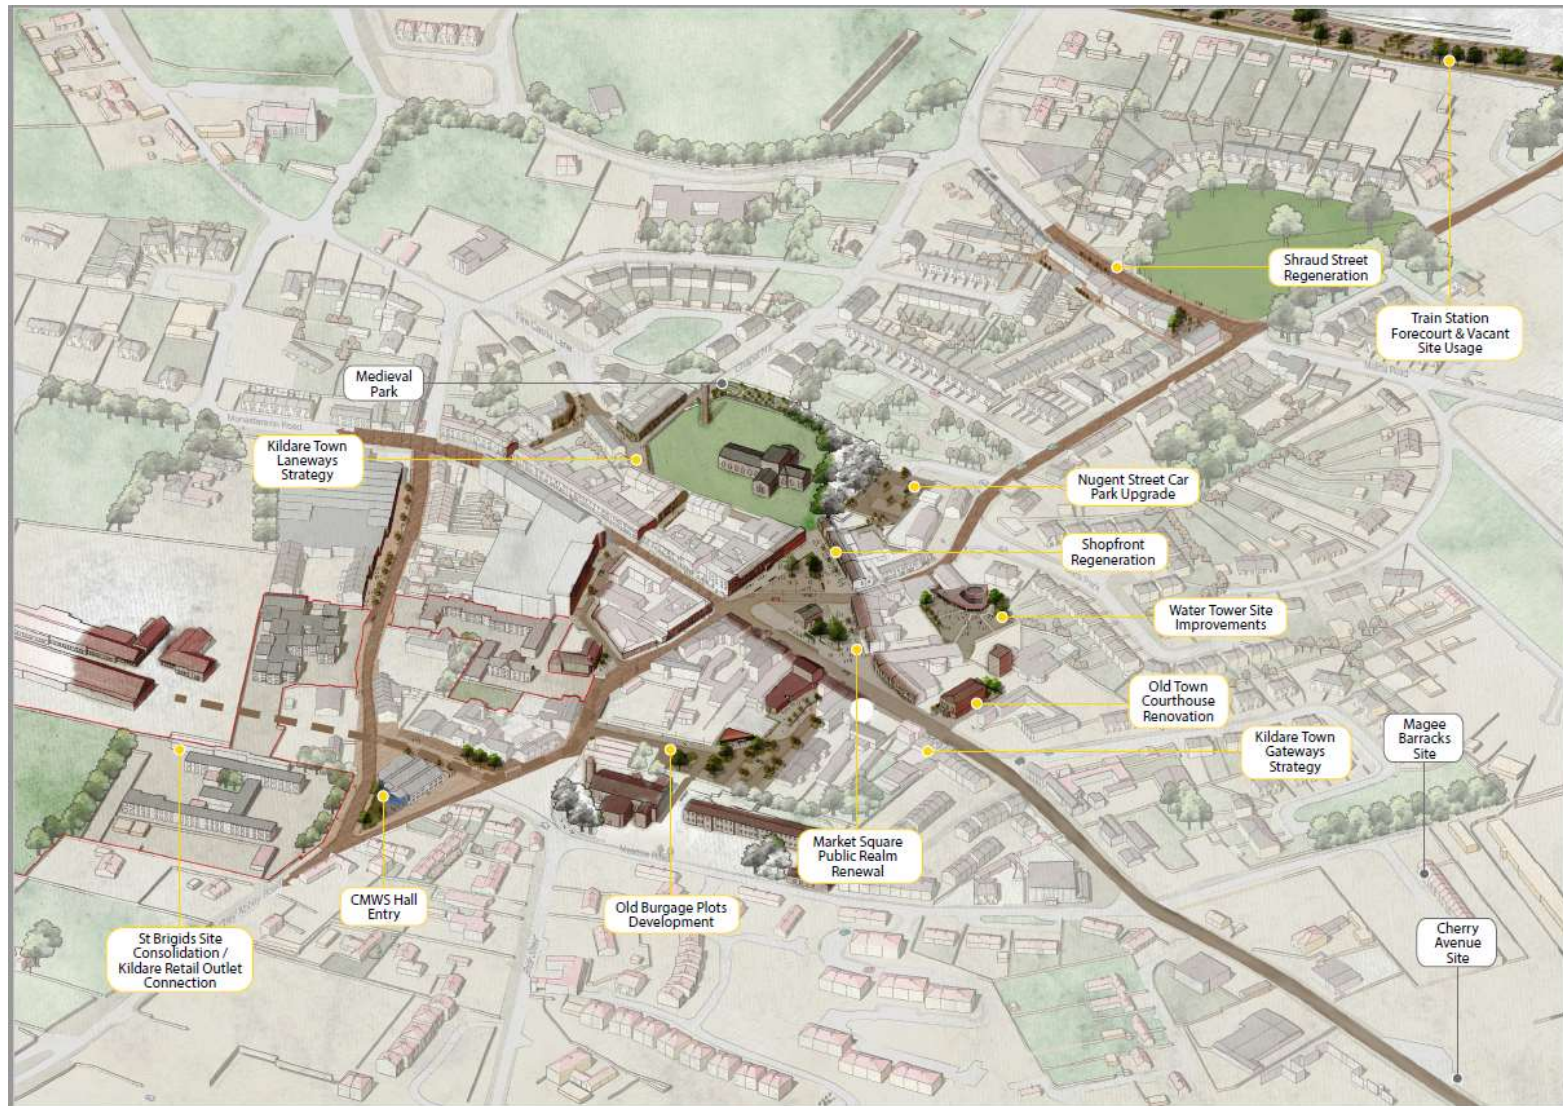 Shraud Street
Regeneration
Train Station
Forecourt & Vacant
Site Usage
Medieval
Park
Kildare Town
Laneways
Strategy
Nugent Street Car
Park Upgrade
Shopfront
Regeneration
Water Tower Site
Improvements
Old Town
Courthouse
Renovation
Kildare Town
Gateways
Strategy
Magee
Barracks
Site
Market Square
Public Realm
Renewal
CMWS Hall
Entry
Old Burgage Plots
Development
St Brigids Site
Consolidation /
Kildare Retail Outlet
Connection
Cherry
Avenue
Site